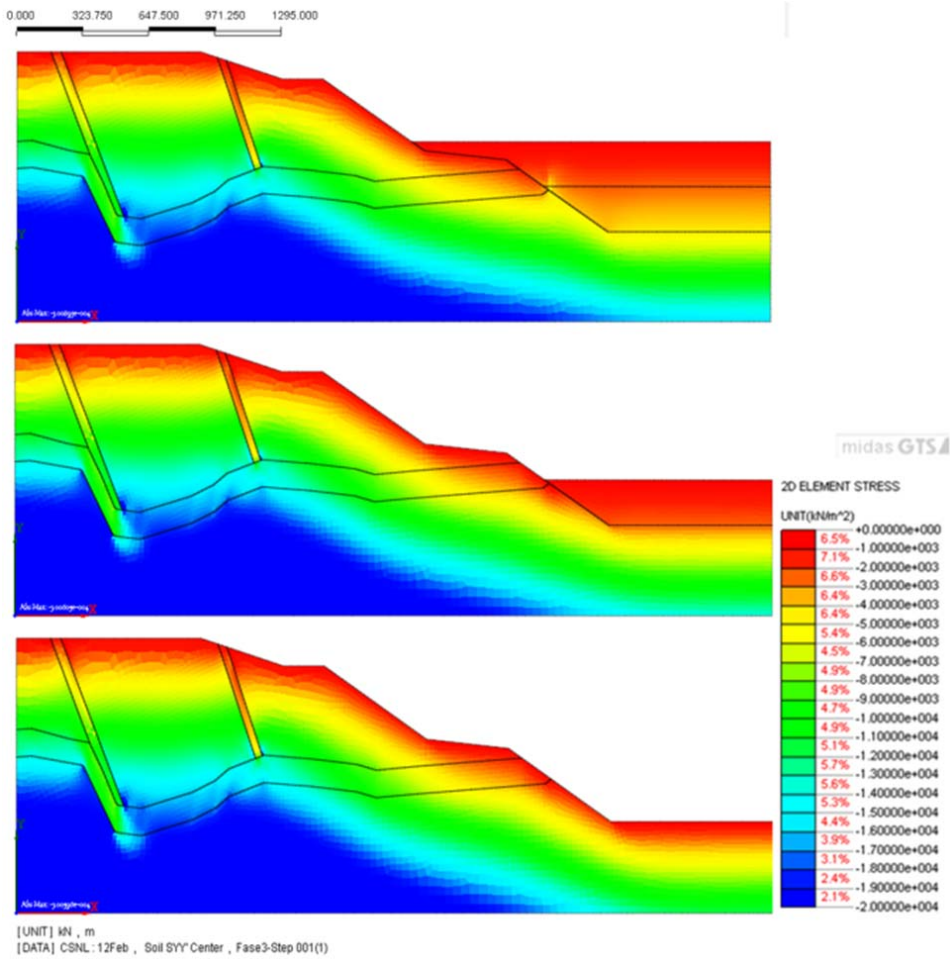 0.000 323.750 647.500 971.250 1295.000
midas GTS
2D ELEMENT STRESS
UNIT(kN/m^2)
+0.00000e+000
6.5%
-1.00000e+003
7.1%
-2.00000e+003
6.6%
-3.00000e+003
6.4%
-4.00000e+003
6.4%
-5.00000e+003
5.4%
-6.00000e+003
4.5%
-7.00000e+003
4.9%
-8.00000e+003
4.9%
-9.00000e+003
4.7%
-1.00000e+004
4.9%
-1.10000e+004
5.1%
-1.20000e+004
5.7%
-1.30000e+004
5.6%
-1.40000e+004
5.3%
-1.50000e+004
4.4%
-1.60000e+004
3.9%
-1.70000e+004
3.1%
-1.80000e+004
2.4%
-1.90000e+004
2.1%
-2.00000e+004
[UNIT] kN , m
[DATA] CSNL : 12Feb , Soil SYY' Center , Fase3-Step 001(1)